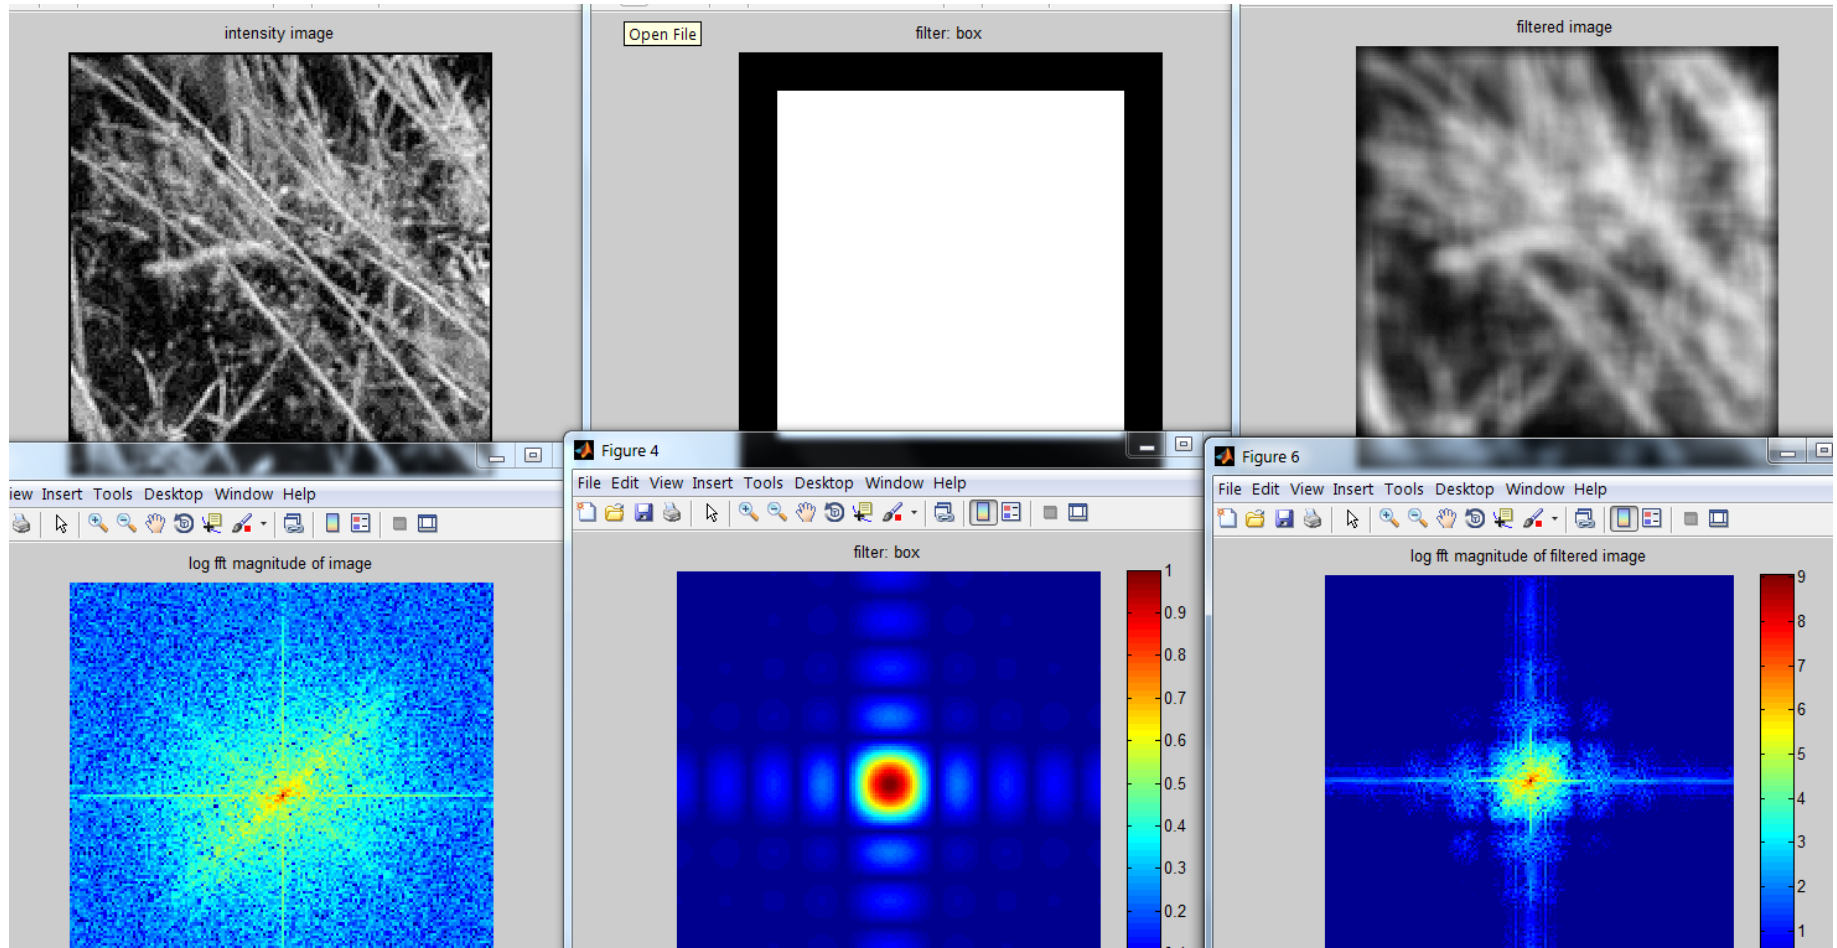 intensity image
Open File
filter: box
filtered image
Figure 4
Figure 6
iew Insert Tools Desktop Window Help
File Edit View Insert Tools Desktop Window Help
File Edit View Insert Tools Desktop Window Help
log fft magnitude of image
filter: box
1
0.9
0.8
0.7
0.6
0.5
0.4
0.3
0.2
log fft magnitude of filtered image
9
8
7
6
5
4
3
2
1